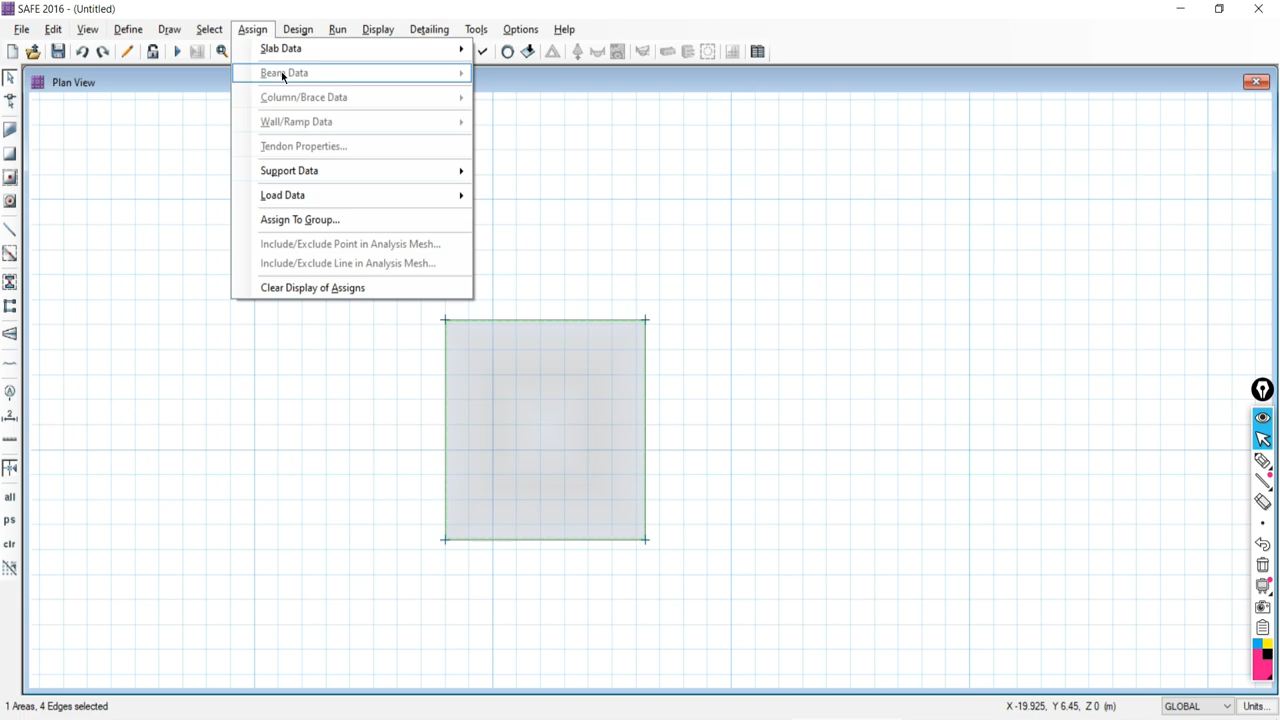 SAFE 2016 - (Untitled)
File Edit View Define Draw Select Assign Design Run Display Detailing Tools Options Help
Slab Data
Plan View
Beam Data
Column/Brace Data
Wall/Ramp Data
Tendon Properties...
Support Data
Load Data
Assign To Group...
Include/Exclude Point in Analysis Mesh...
Include/Exclude Line in Analysis Mesh...
Clear Display of Assigns
2
all
ps
clr
1 Areas, 4 Edges selected
X -19.925, Y 6.45, Z 0 (m)
GLOBAL
Units...